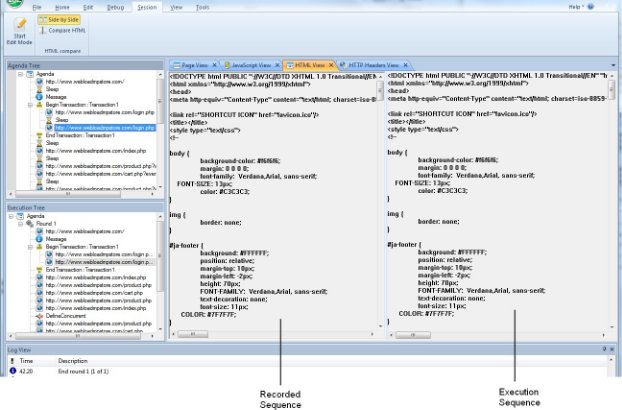 File Home Edit Debug Session View Tools
Help
Start
Edit Mode
Side by Side
Compare HTML
HTML compare
Agenda Tree
Agenda
http://www.webloadmpstore.com/
Sleep
Message
BeginTransaction : Transaction1
http://www.webloadmpstore.com/login.php
Sleep
http://www.webloadmpstore.com/login.php
EndTransaction : Transaction1
Sleep
http://www.webloadmpstore.com/index.php
Sleep
http://www.webloadmpstore.com/product.php?
http://www.webloadmpstore.com/cart.php?ever
Sleep
Execution Tree
Agenda
Round 1
http://www.webloadmpstore.com/
Message
BeginTransaction : Transaction1
http://www.webloadmpstore.com/login.p...
http://www.webloadmpstore.com/login.p...
EndTransaction : Transaction1
http://www.webloadmpstore.com/index.php
http://www.webloadmpstore.com/product.php
http://www.webloadmpstore.com/cart.php
http://www.webloadmpstore.com/index.php
DefineConcurrent
http://www.webloadmpstore.com/product.php
Page View
JavaScript View
HTML View
HTTP Headers View
<!DOCTYPE html PUBLIC "-//W3C//DTD XHTML 1.0 Transitional//EN
<html xmlns="http://www.w3.org/1999/xhtml">
<head>
<meta http-equiv="Content-Type" content="text/html; charset=iso-8
<link rel="SHORTCUT ICON" href="favicon.ico"/>
<title></title>
<style type="text/css">
<!--
body {
background-color: #f6f6f6;
margin: 0 0 0 0;
font-family: Verdana,Arial, sans-serif;
FONT-SIZE: 13px;
color: #C3C3C3;
}
img {
border: none;
}
#ja-footer {
background: #FFFFFF;
position: relative;
margin-top: 10px;
margin-left: -2px;
height: 70px;
FONT-FAMILY: Verdana,Arial, sans-serif;
text-decoration: none;
font-size: 11px;
COLOR: #7F7F7F;
}
<!DOCTYPE html PUBLIC "-//W3C//DTD XHTML 1.0 Transitional//EN" "h
<html xmlns="http://www.w3.org/1999/xhtml">
<head>
<meta http-equiv="Content-Type" content="text/html; charset=iso-8859-
<link rel="SHORTCUT ICON" href="favicon.ico"/>
<title></title>
<style type="text/css">
<!--
body {
background-color: #f6f6f6;
margin: 0 0 0 0;
font-family: Verdana,Arial, sans-serif;
FONT-SIZE: 13px;
color: #C3C3C3;
}
img {
border: none;
}
#ja-footer {
background: #FFFFFF;
position: relative;
margin-top: 10px;
margin-left: -2px;
height: 70px;
FONT-FAMILY: Verdana,Arial, sans-serif;
text-decoration: none;
font-size: 11px;
COLOR: #7F7F7F;
}
Log View
! Time Description
42.20 End round 1 (1 of 1)
Recorded
Sequence
Execution
Sequence